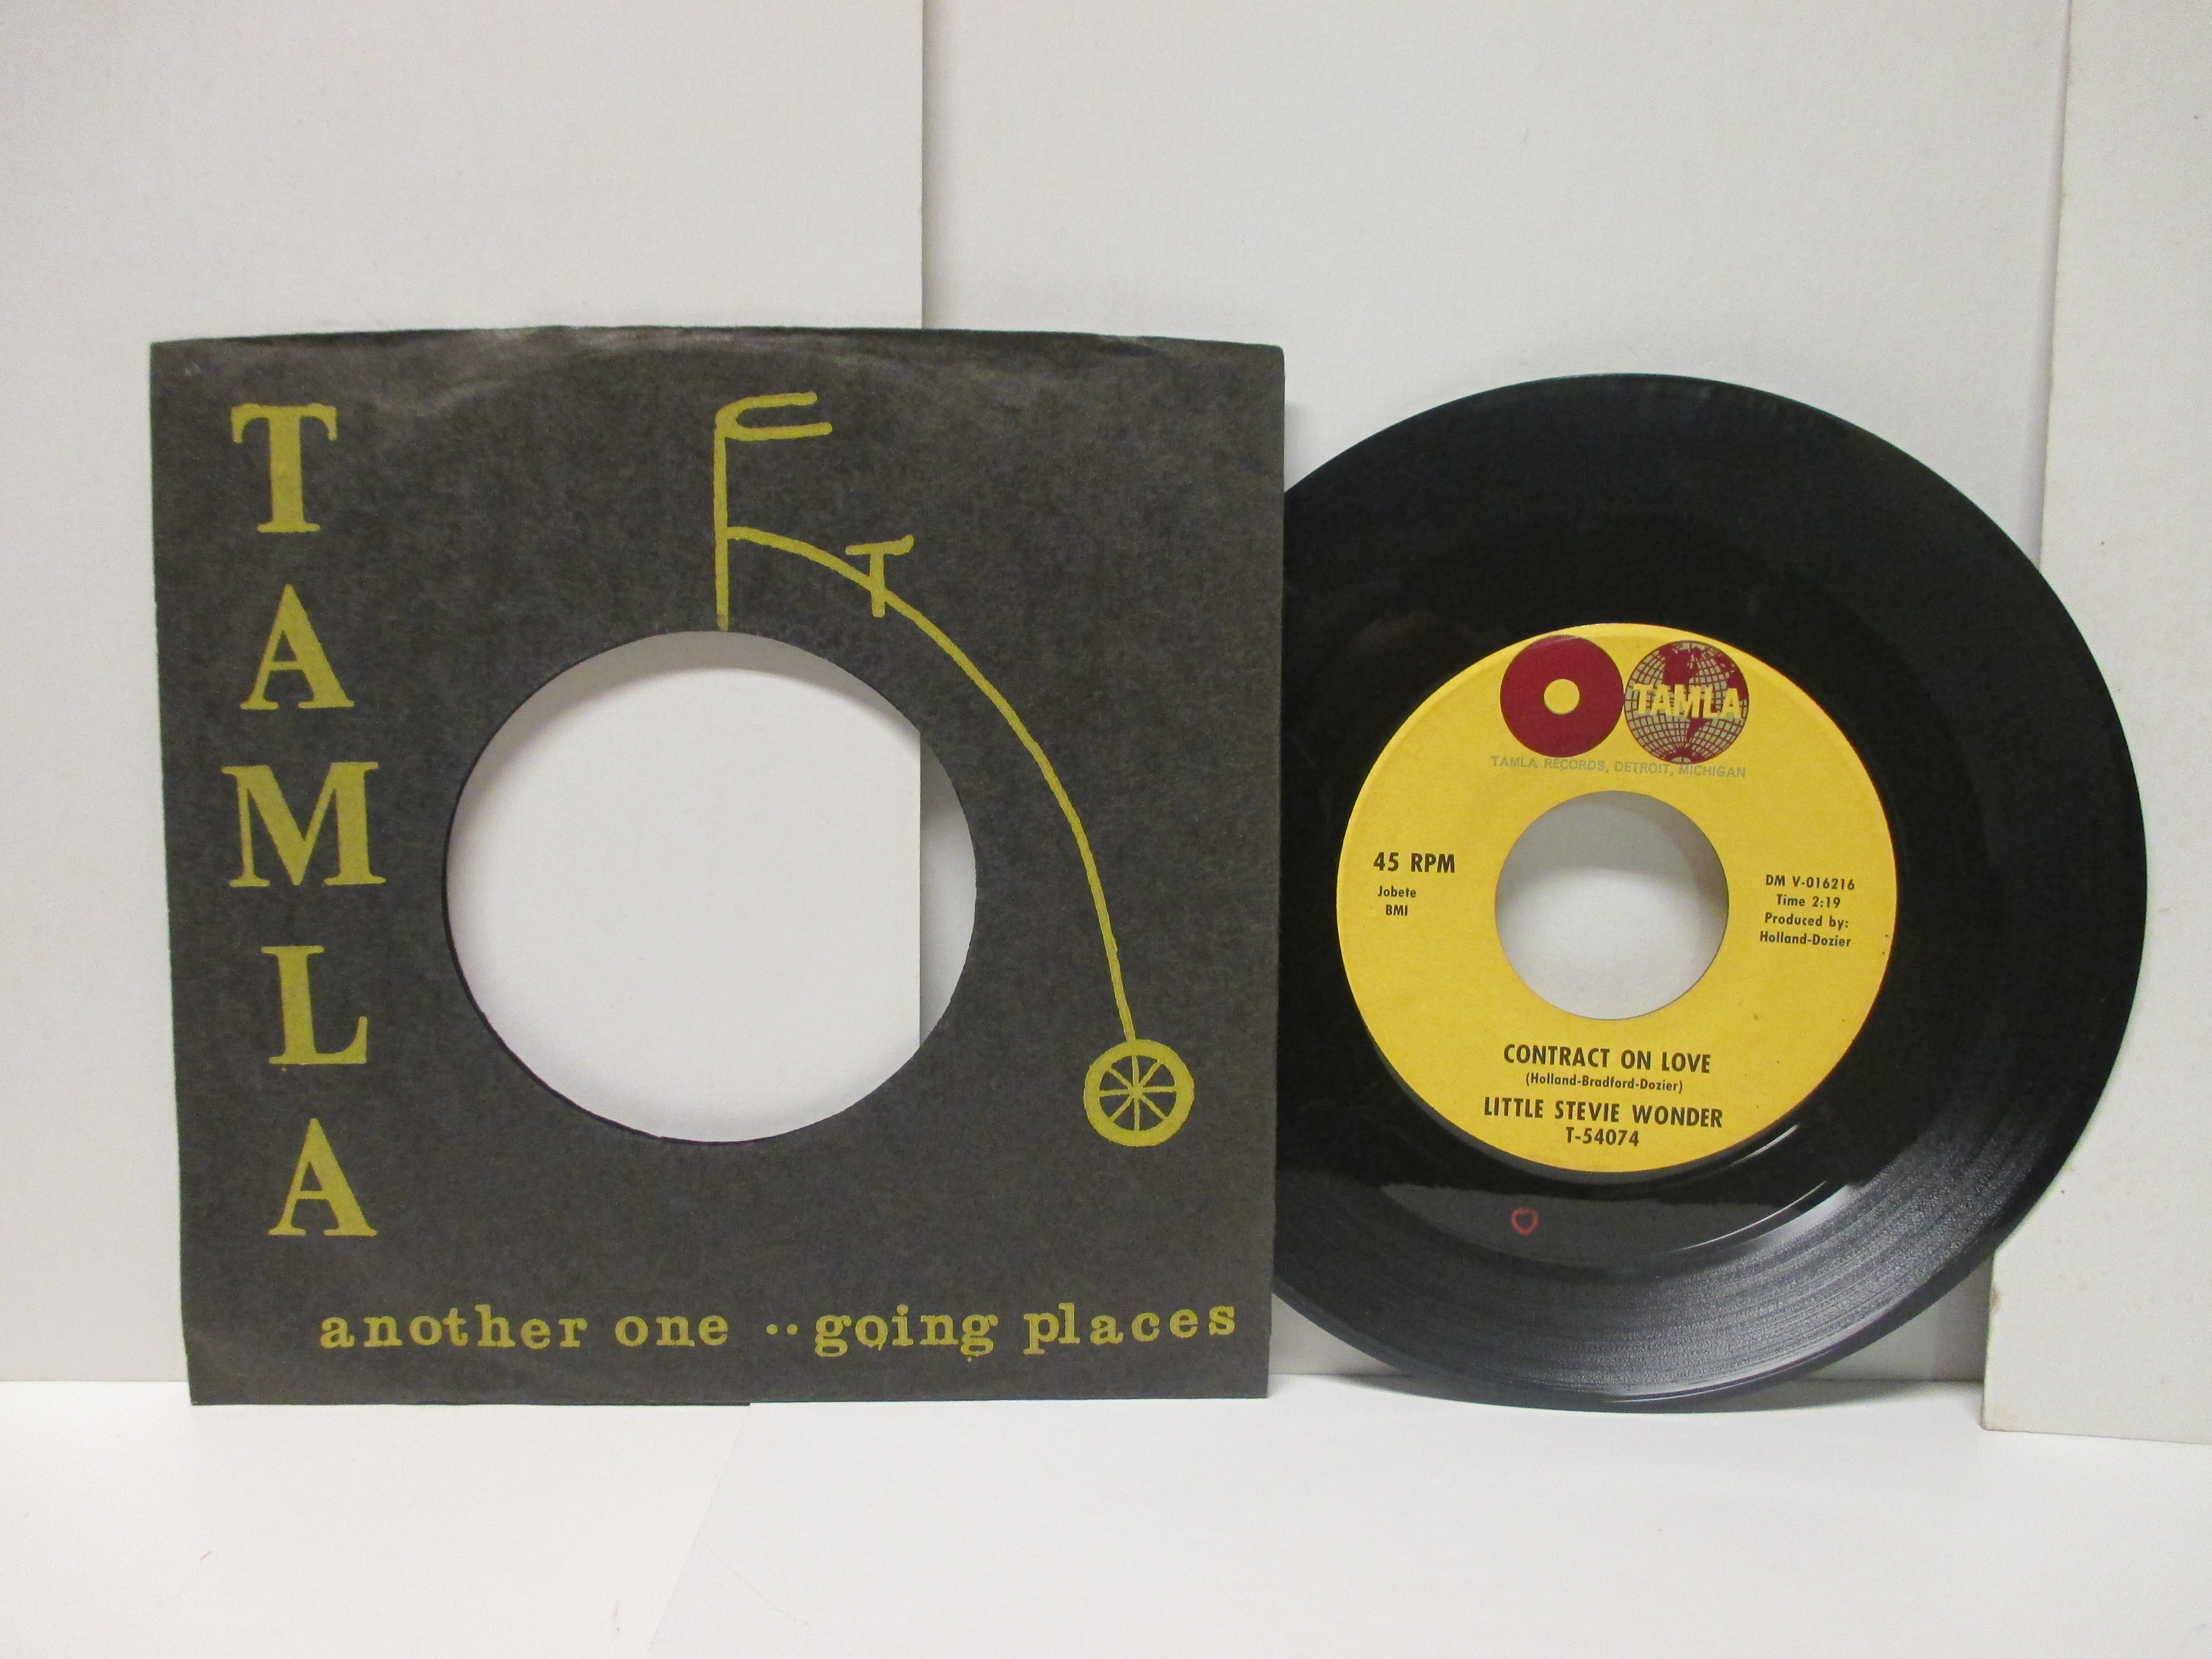 TAMLA
another one ..going places
TAMLA
TAMLA RECORDS, DETROIT, MICHIGAN
45 RPM
Jobete
BMI
DM V-016216
Time 2:19
Produced by:
Holland-Dozier
CONTRACT ON LOVE
(Holland-Bradford-Dozier)
LITTLE STEVIE WONDER
T-54074